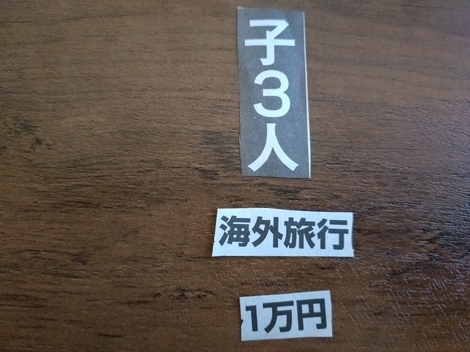 子3人
海外旅行
1万円